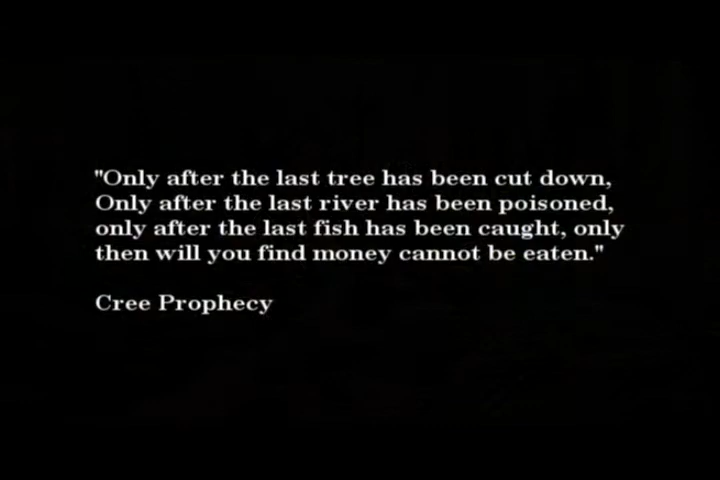 "Only after the last tree has been cut down,
Only after the last river has been poisoned,
only after the last fish has been caught, only
then will you find money cannot be eaten."
Cree Prophecy